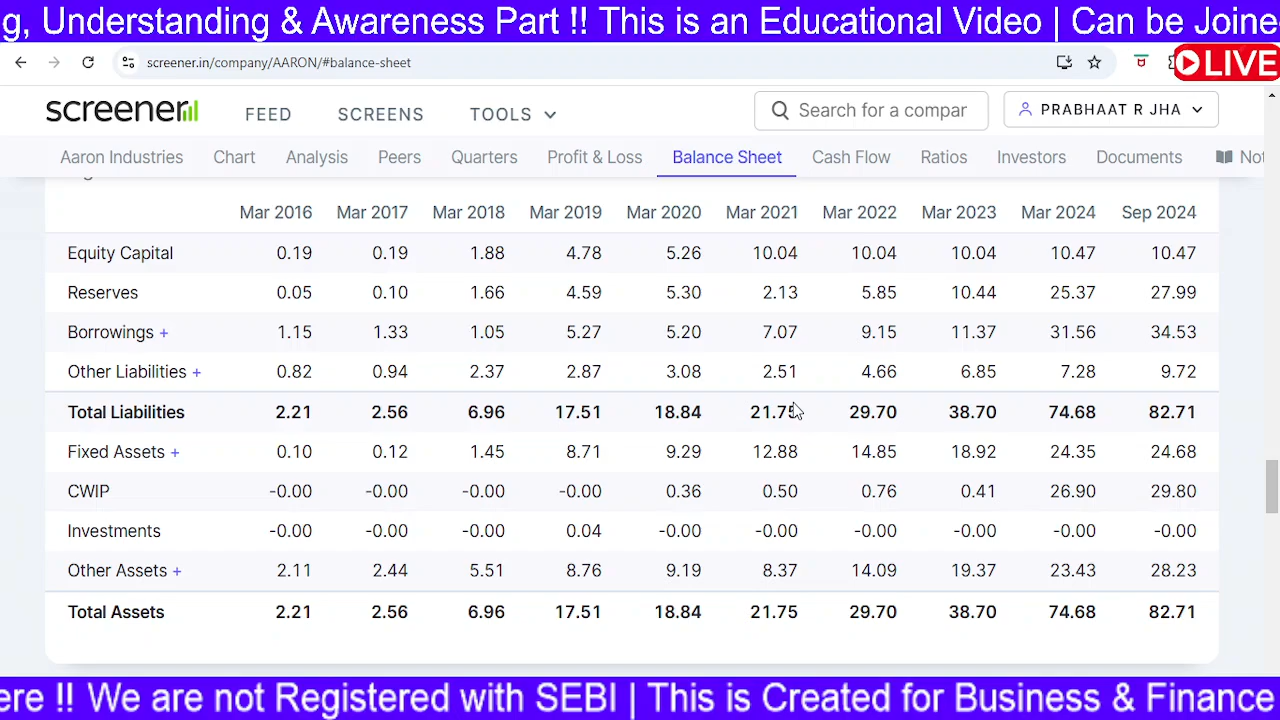 g, Understanding & Awareness Part !! This is an Educational Video | Can be Joine
screener.in/company/AARON/#balance-sheet
LIVE
screener
FEED SCREENS TOOLS
Search for a compar
PRABHAAT R JHA
Aaron Industries Chart Analysis Peers Quarters Profit & Loss Balance Sheet Cash Flow Ratios Investors Documents Not
Mar 2016 Mar 2017 Mar 2018 Mar 2019 Mar 2020 Mar 2021 Mar 2022 Mar 2023 Mar 2024 Sep 2024
Equity Capital 0.19 0.19 1.88 4.78 5.26 10.04 10.04 10.04 10.47 10.47
Reserves 0.05 0.10 1.66 4.59 5.30 2.13 5.85 10.44 25.37 27.99
Borrowings + 1.15 1.33 1.05 5.27 5.20 7.07 9.15 11.37 31.56 34.53
Other Liabilities + 0.82 0.94 2.37 2.87 3.08 2.51 4.66 6.85 7.28 9.72
Total Liabilities 2.21 2.56 6.96 17.51 18.84 21.75 29.70 38.70 74.68 82.71
Fixed Assets + 0.10 0.12 1.45 8.71 9.29 12.88 14.85 18.92 24.35 24.68
CWIP -0.00 -0.00 -0.00 -0.00 0.36 0.50 0.76 0.41 26.90 29.80
Investments -0.00 -0.00 -0.00 0.04 -0.00 -0.00 -0.00 -0.00 -0.00 -0.00
Other Assets + 2.11 2.44 5.51 8.76 9.19 8.37 14.09 19.37 23.43 28.23
Total Assets 2.21 2.56 6.96 17.51 18.84 21.75 29.70 38.70 74.68 82.71
ere !! We are not Registered with SEBI | This is Created for Business & Finance